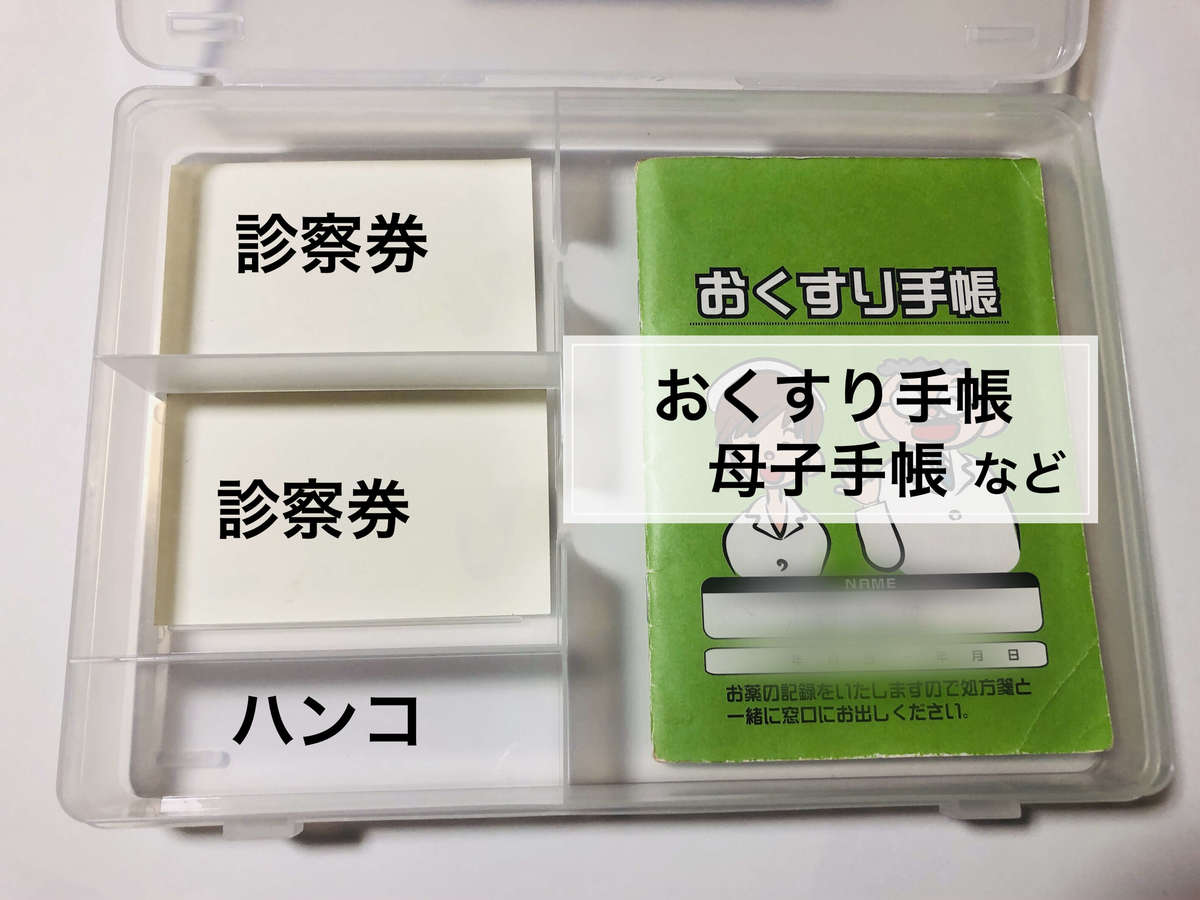 診察券
診察券
ハンコ
おくすり手帳
おくすり手帳
母子手帳 など
NAME
年 月 日
お薬の記録をいたしますので処方箋と
一緒に窓口にお出しください。